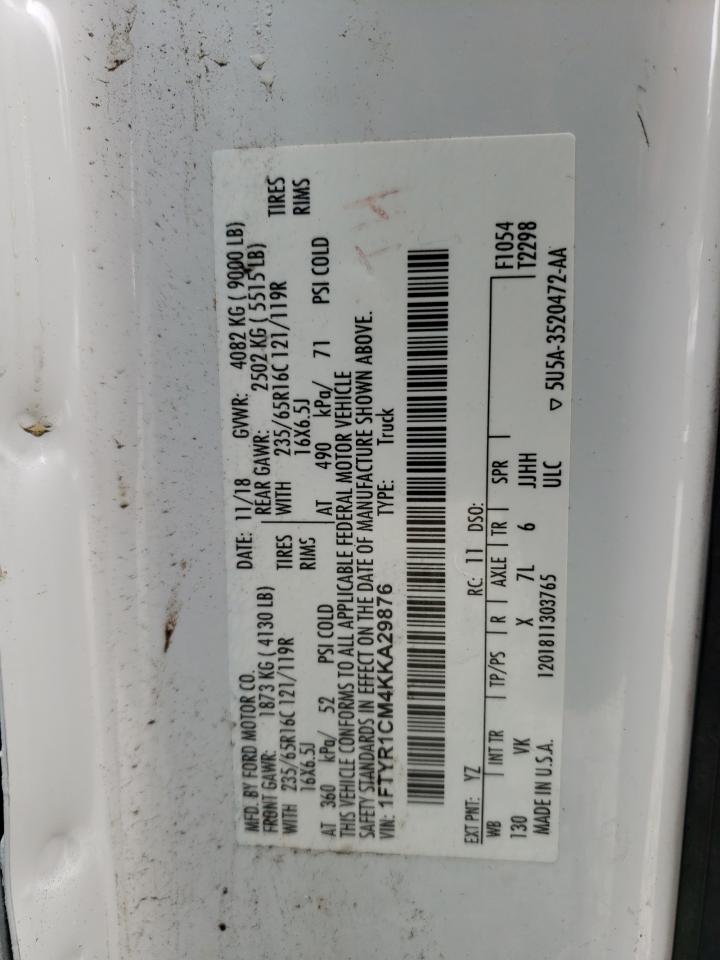 MFD. BY FORD MOTOR CO.
DATE: 11/18 GVWR: 4082 KG ( 9000 LB)
FRONT GAWR: 1873 KG ( 4130 LB) REAR GAWR: 2502 KG ( 5515 LB)
WITH 235/65R16C 121/119R TIRES WITH 235/65R16C 121/119R TIRES
16X6.5J RIMS 16X6.5J RIMS
AT 360 kPa/ 52 PSI COLD AT 490 kPa/ 71 PSI COLD
THIS VEHICLE CONFORMS TO ALL APPLICABLE FEDERAL MOTOR VEHICLE
SAFETY STANDARDS IN EFFECT ON THE DATE OF MANUFACTURE SHOWN ABOVE.
VIN: 1FTYR1CM4KKA29876 TYPE: Truck
EXT PNT: YZ RC: 11 DSO:
WB INT TR TP/PS R AXLE TR SPR F1054
130 VK X 7L 6 JJHH T2298
MADE IN U.S.A. 1201811303765 ULC ▽ 5U5A-3520472-AA